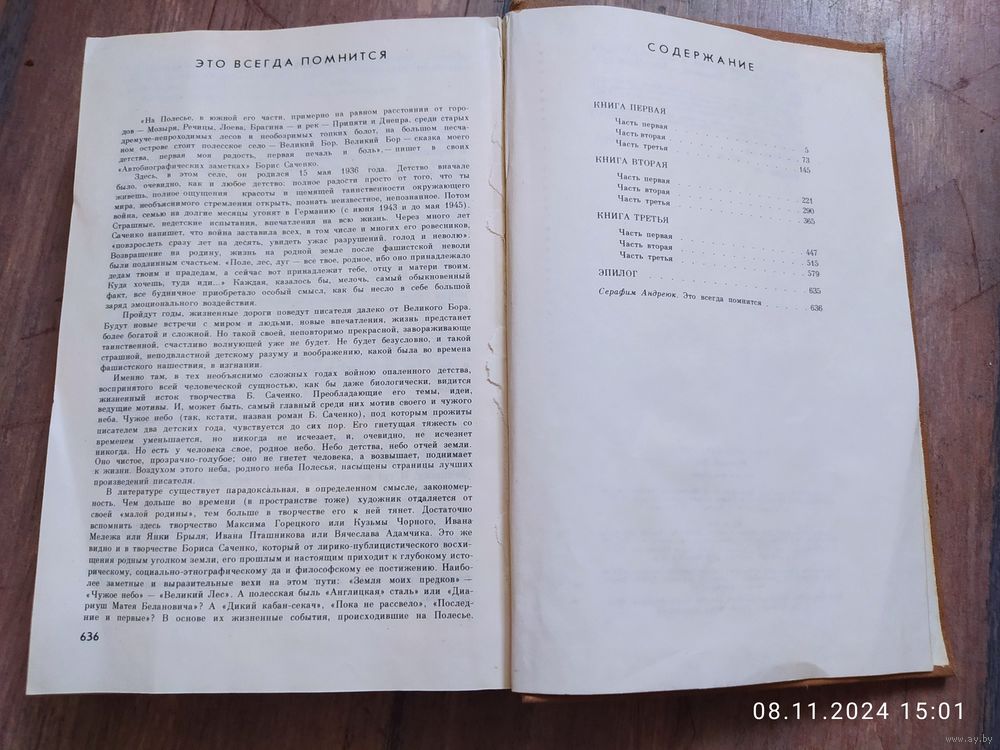 ЭТО ВСЕГДА ПОМНИТСЯ
«На Полесье, в южной его части, примерно на равном расстоянии от горо-
дов — Мозыря, Речицы, Лоева, Брагина — и рек — Припяти и Днепра, среди старых
дремуче-непроходимых лесов и необозримых топких болот, на большом песча-
ном острове стоит полесское село — Великий Бор. Великий Бор — сказка моего
детства, первая моя радость, первая печаль и боль», — пишет в своих
«Автобиографических заметках» Борис Саченко.
Здесь, в этом селе, он родился 15 мая 1936 года. Детство вначале
было, очевидно, как и любое детство: полное радости просто от того, что ты
живешь, полное ощущения красоты и щемящей таинственности окружающего
мира, необъяснимого стремления открыть, познать неизвестное, непознанное. Потом
война, семью на долгие месяцы угонят в Германию (с июня 1943 и до мая 1945).
Страшные, недетские испытания, впечатления на всю жизнь. Через много лет
Саченко напишет, что война заставила всех, в том числе и многих его ровесников,
«повзрослеть сразу лет на десять, увидеть ужас разрушений, голод и неволю».
Возвращение на родину, жизнь на родной земле после фашистской неволи
были подлинным счастьем. «Поле, лес, луг — все твое, родное, ибо оно принадлежало
дедам твоим и прадедам, а сейчас вот принадлежит тебе, отцу и матери твоим.
Куда хочешь, туда иди...» Каждая, казалось бы, мелочь, самый обыкновенный
факт, все будничное приобретало особый смысл, как бы несло в себе большой
заряд эмоционального воздействия.
Пройдут годы, жизненные дороги поведут писателя далеко от Великого Бора.
Будут новые встречи с миром и людьми, новые впечатления, жизнь предстанет
более богатой и сложной. Но такой своей, неповторимо прекрасной, завораживающе
таинственной, счастливо волнующей уже не будет. Не будет безусловно, и такой
страшной, неподвластной детскому разуму и воображению, какой была во времена
фашистского нашествия, в изгнании.
Именно там, в тех необъяснимо сложных годах войною опаленного детства,
воспринятого всей человеческой сущностью, как бы даже биологически, видится
жизненный исток творчества Б. Саченко. Преобладающие его темы, идеи,
ведущие мотивы. И, может быть, самый главный среди них мотив своего и чужого
неба. Чужое небо (так, кстати, назван роман Б. Саченко), под которым прожиты
писателем два детских года, чувствуется до сих пор. Его гнетущая тяжесть со
временем уменьшается, но никогда не исчезает, и, очевидно, не исчезнет
никогда. Но есть у человека свое, родное небо. Небо детства, небо отчей земли.
Оно чистое, прозрачно-голубое; оно не гнетет человека, а возвышает, поднимает
к жизни. Воздухом этого неба, родного неба Полесья, насыщены страницы лучших
произведений писателя.
В литературе существует парадоксальная, в определенном смысле, закономер-
ность. Чем дольше во времени (в пространстве тоже) художник отдаляется от
своей «малой родины», тем больше в творчестве его к ней тянет. Достаточно
вспомнить здесь творчество Максима Горецкого или Кузьмы Чорного, Ивана
Мележа или Янки Брыля, Ивана Пташникова или Вячеслава Адамчика. Это же
видно и в творчестве Бориса Саченко, который от лирико-публицистического восхи-
щения родным уголком земли, его прошлым и настоящим приходит к глубокому исто-
рическому, социально-этнографическому да и философскому ее постижению. Наибо-
лее заметные и выразительные вехи на этом пути: «Земля моих предков» —
«Чужое небо» — «Великий Лес». А полесская быль «Англицкая» сталь» или «Диа-
риуш Матея Белановича»? А «Дикий кабан-секач», «Пока не рассвело», «Послед-
ние и первые»? В основе их жизненные события, происходившие на Полесье.
636
СОДЕРЖАНИЕ
КНИГА ПЕРВАЯ
Часть первая . . . 5
Часть вторая . . . 73
Часть третья . . . 145
КНИГА ВТОРАЯ
Часть первая . . . 221
Часть вторая . . . 290
Часть третья . . . 365
КНИГА ТРЕТЬЯ
Часть первая . . . 447
Часть вторая . . . 515
Часть третья . . . 579
ЭПИЛОГ . . . 635
Серафим Андреюк. Это всегда помнится . . . 636
08.11.2024 15:01
www.ay.by